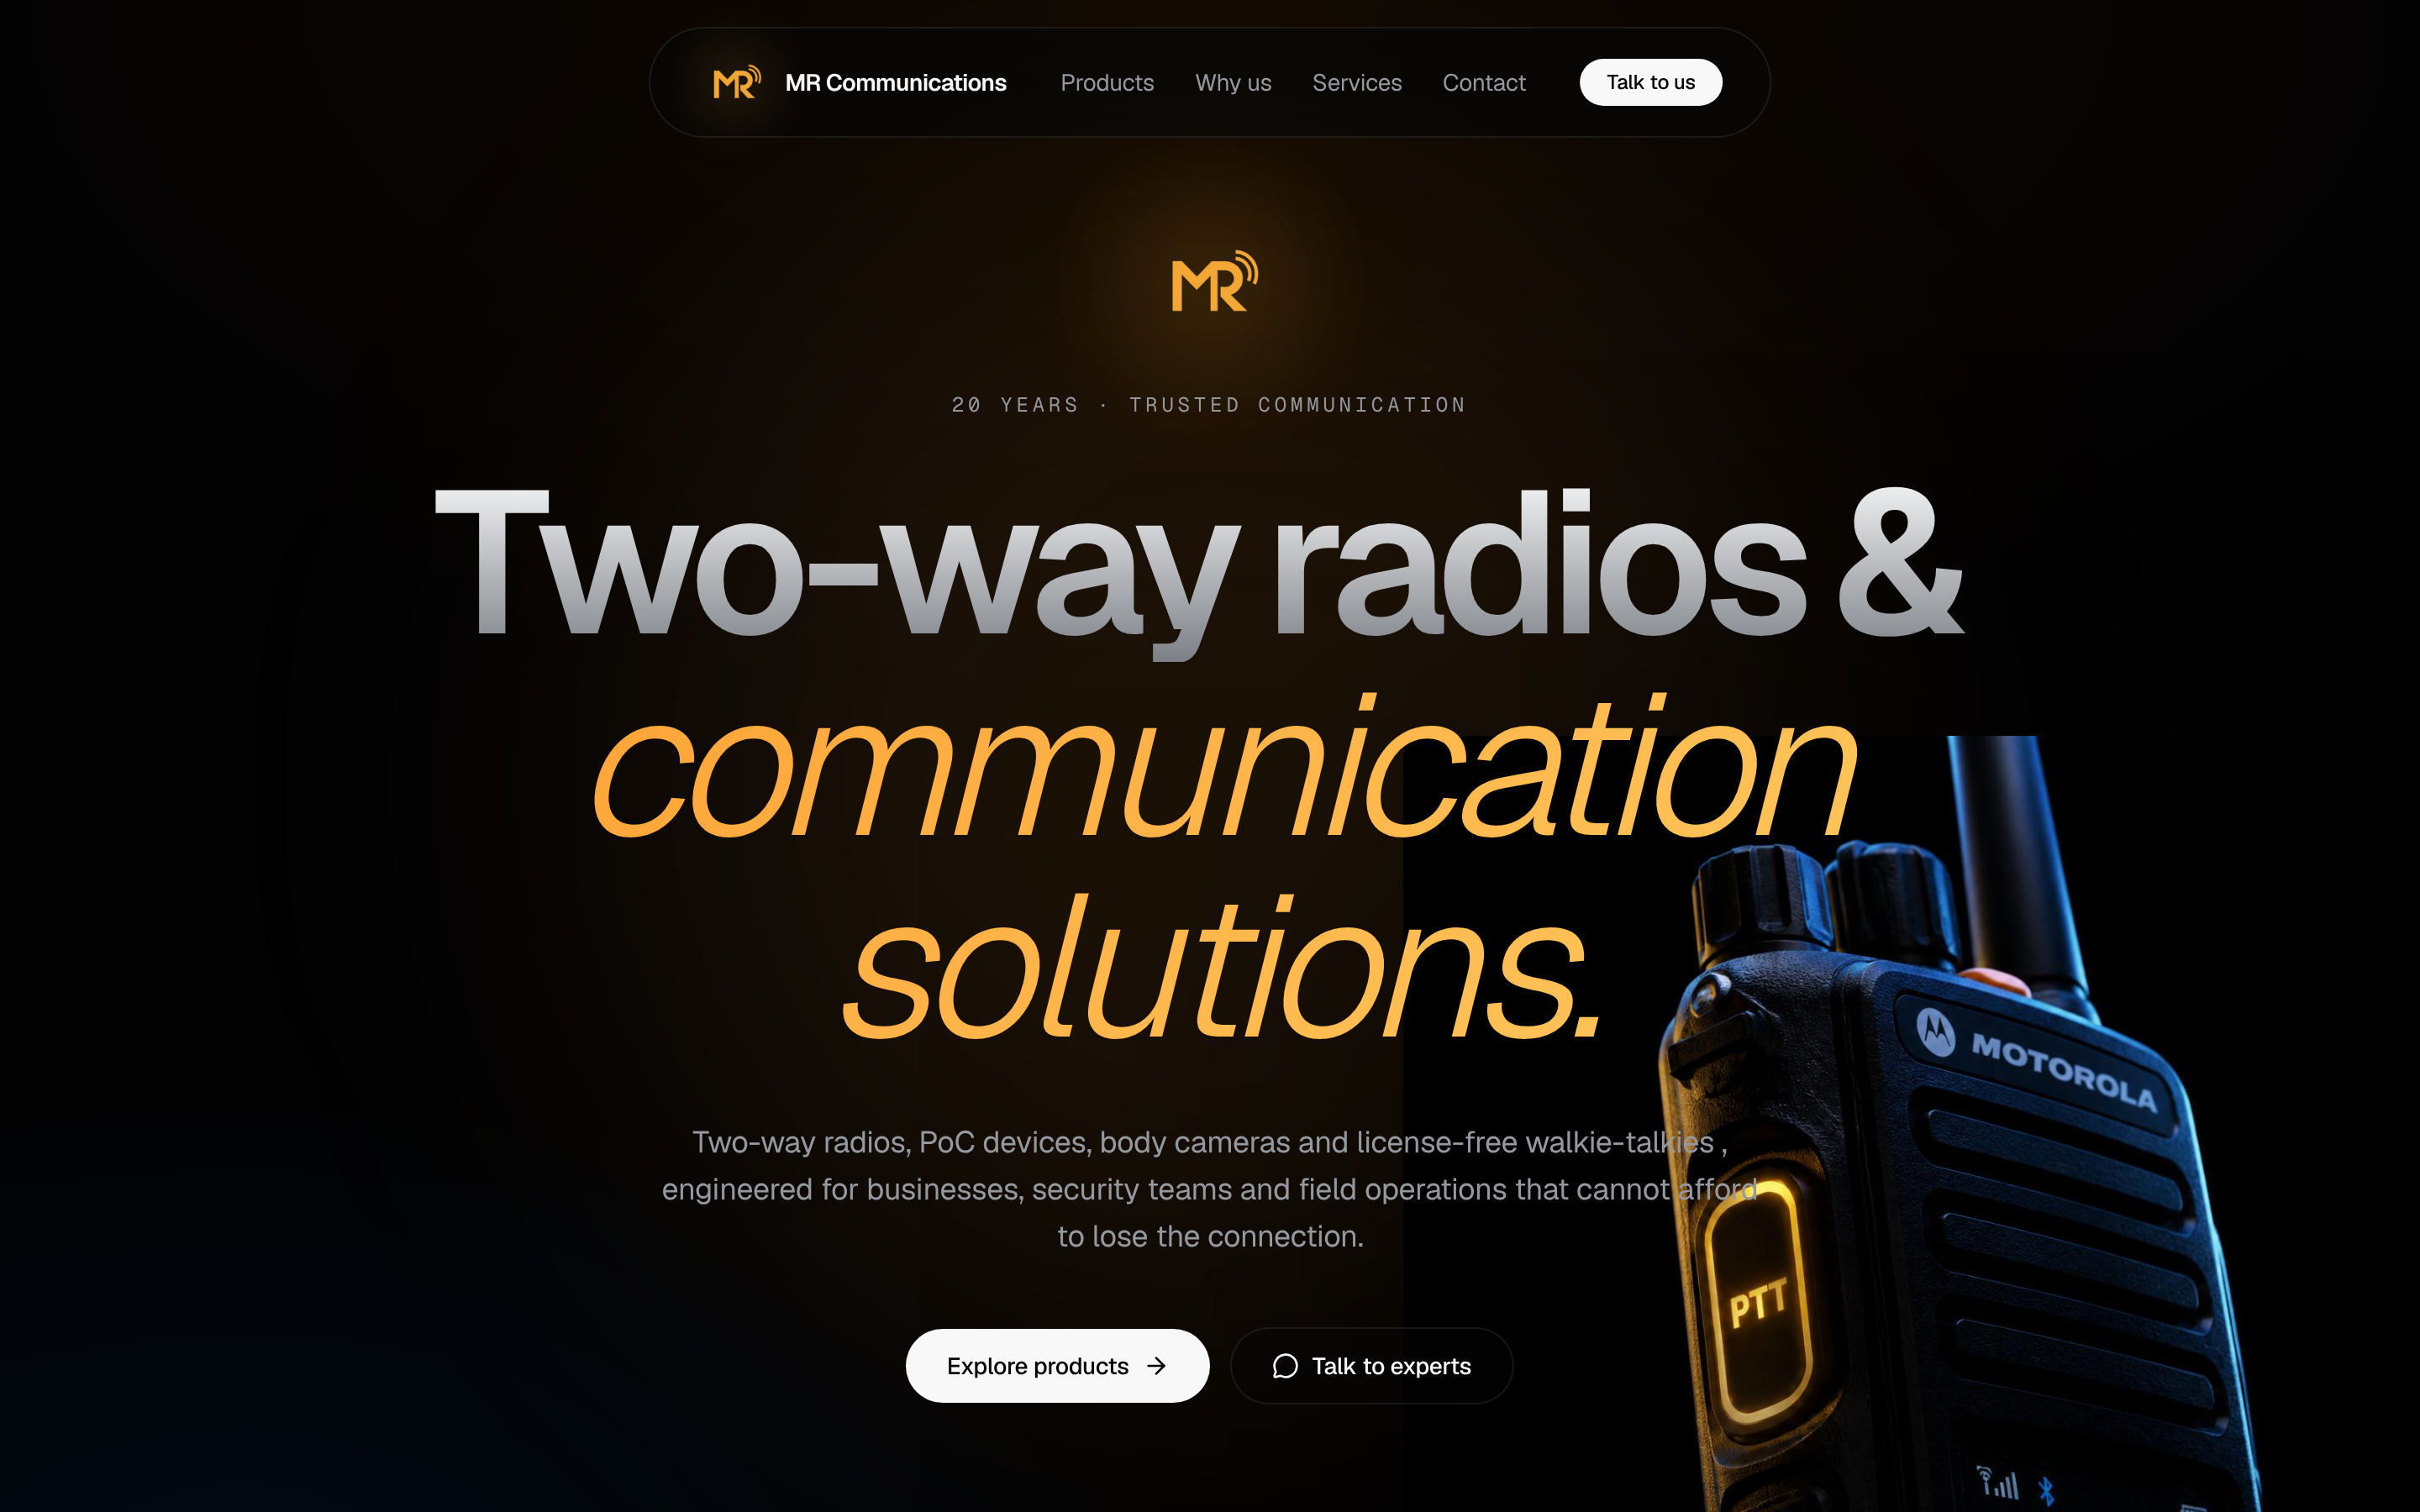 MR MR Communications Products Why us Services Contact Talk to us
MR
20 YEARS · TRUSTED COMMUNICATION
Two-way radios &
communication
solutions.
MOTOROLA
Two-way radios, PoC devices, body cameras and license-free walkie-talkies ,
engineered for businesses, security teams and field operations that cannot afford
to lose the connection.
PTT
Explore products → Talk to experts